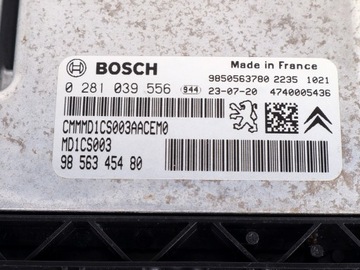 BOSCH
Made in France
9850563780 2235 1021
0 281 039 556 944 23-07-20 4740005436
CMMMD1CS003AACEM0
MD1CS003
98 563 454 80